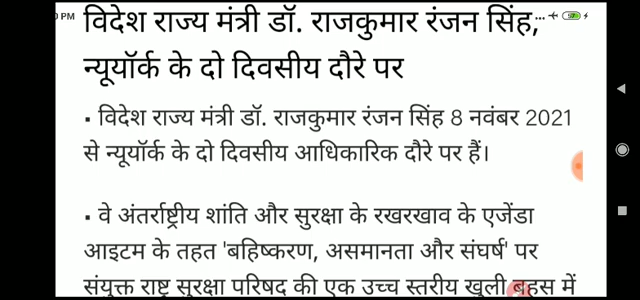 PM
विदेश राज्य मंत्री डॉ. राजकुमार रंजन सिंह,
न्यूयॉर्क के दो दिवसीय दौरे पर
• विदेश राज्य मंत्री डॉ. राजकुमार रंजन सिंह 8 नवंबर 2021
से न्यूयॉर्क के दो दिवसीय आधिकारिक दौरे पर हैं।
• वे अंतर्राष्ट्रीय शांति और सुरक्षा के रखरखाव के एजेंडा
आइटम के तहत 'बहिष्करण, असमानता और संघर्ष' पर
संयुक्त राष्ट्र सुरक्षा परिषद की एक उच्च स्तरीय खुली बहस में